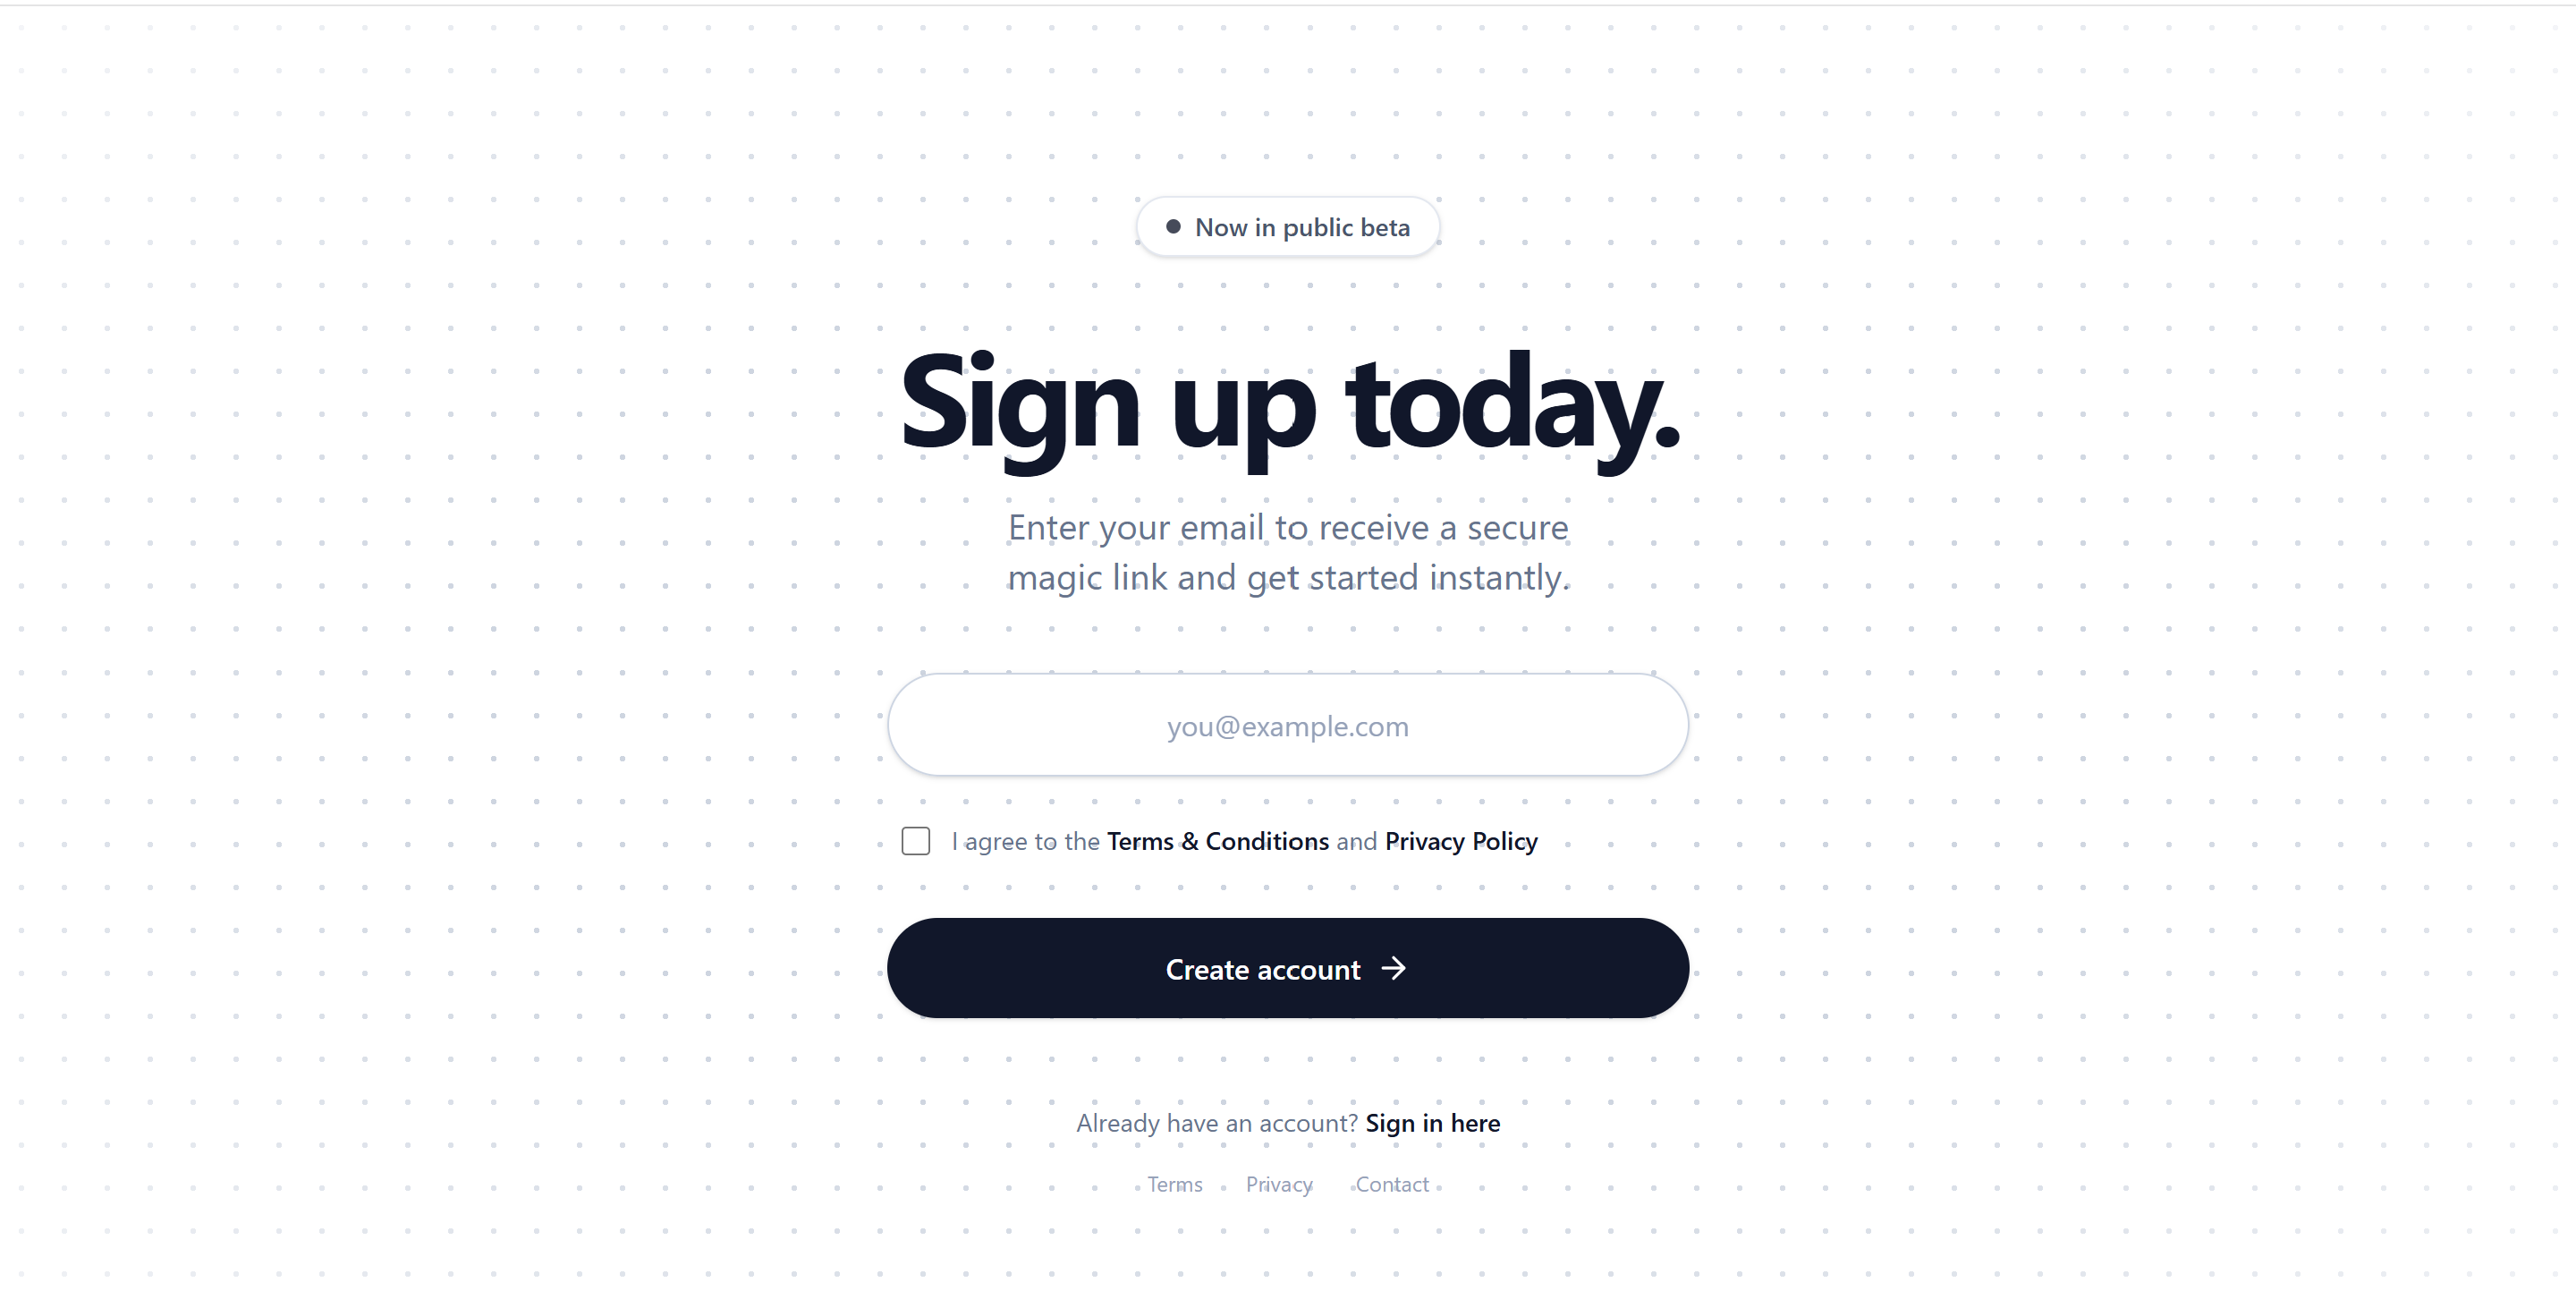 Now in public beta
Sign up today.
Enter your email to receive a secure
magic link and get started instantly.
you@example.com
I agree to the Terms & Conditions and Privacy Policy
Create account →
Already have an account? Sign in here
Terms Privacy Contact